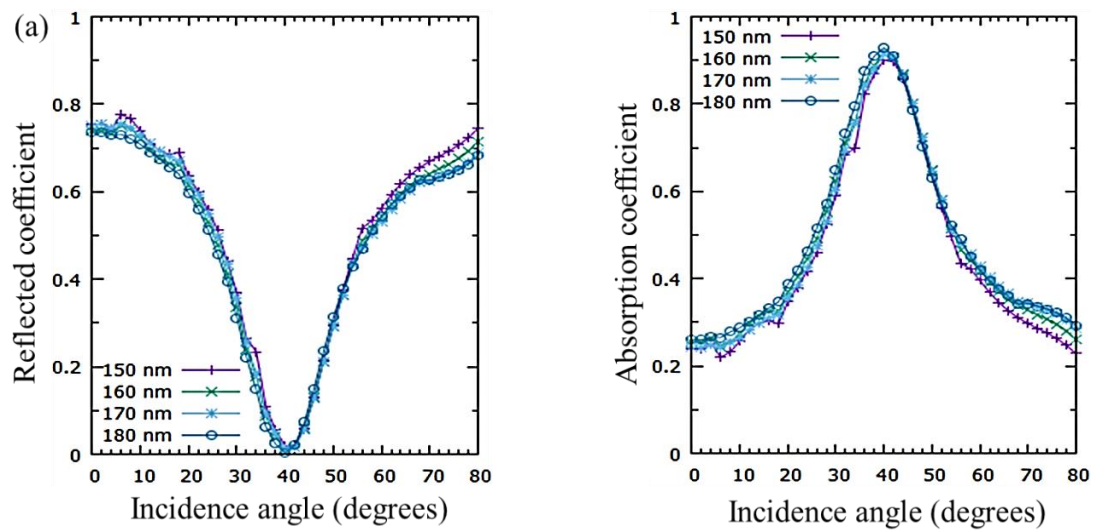 (a)
1
0.8
0.6
0.4
0.2
0
Reflected coefficient
150 nm
160 nm
170 nm
180 nm
0 10 20 30 40 50 60 70 80
Incidence angle (degrees)
1
0.8
0.6
0.4
0.2
0
Absorption coefficient
150 nm
160 nm
170 nm
180 nm
0 10 20 30 40 50 60 70 80
Incidence angle (degrees)